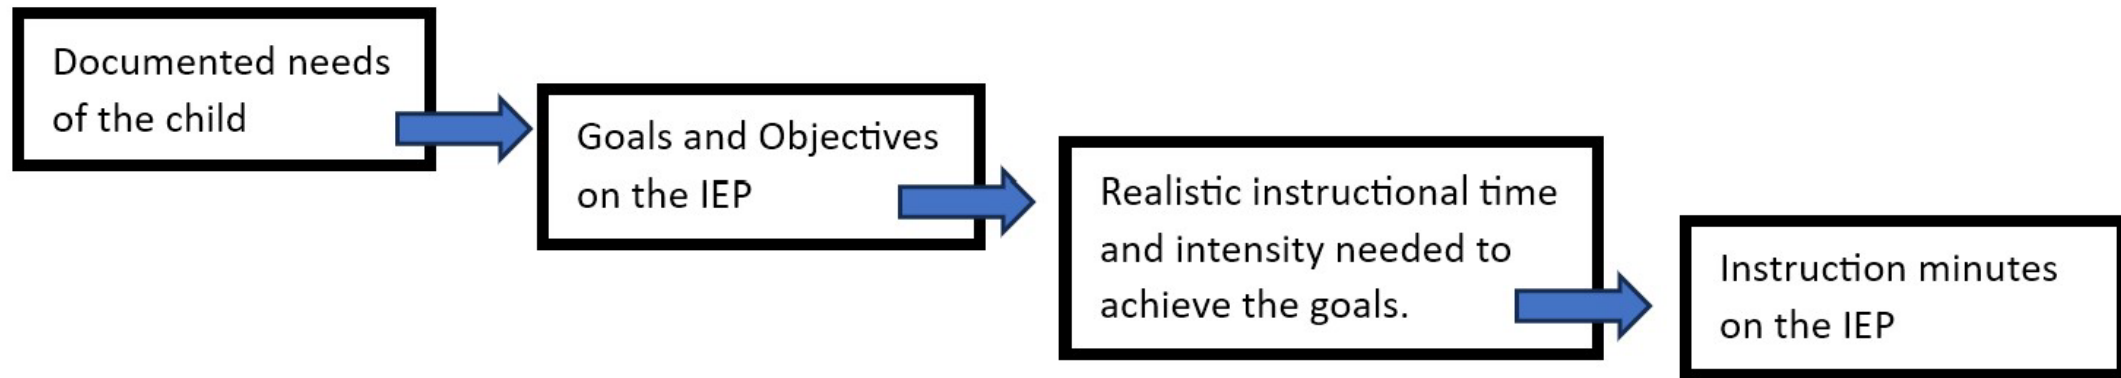 Documented needs
of the child
Goals and Objectives
on the IEP
Realistic instructional time
and intensity needed to
achieve the goals.
Instruction minutes
on the IEP